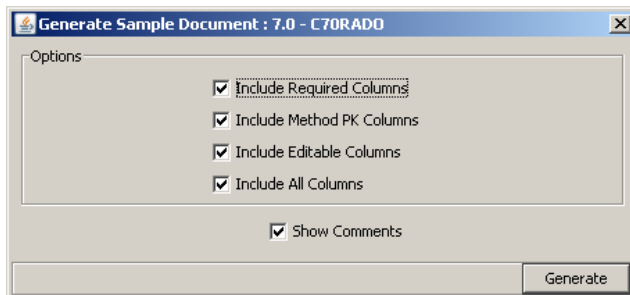 Generate Sample Document : 7.0 - C70RADO
Options
Include Required Columns
Include Method PK Columns
Include Editable Columns
Include All Columns
Show Comments
Generate